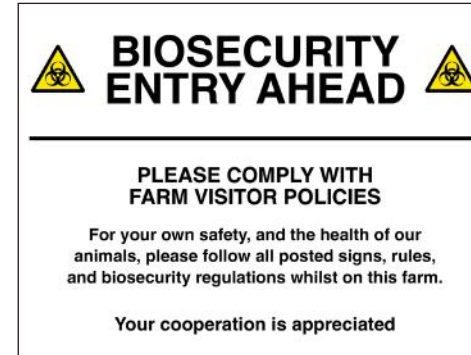 BIOSECURITY
ENTRY AHEAD
PLEASE COMPLY WITH
FARM VISITOR POLICIES
For your own safety, and the health of our
animals, please follow all posted signs, rules,
and biosecurity regulations whilst on this farm.
Your cooperation is appreciated